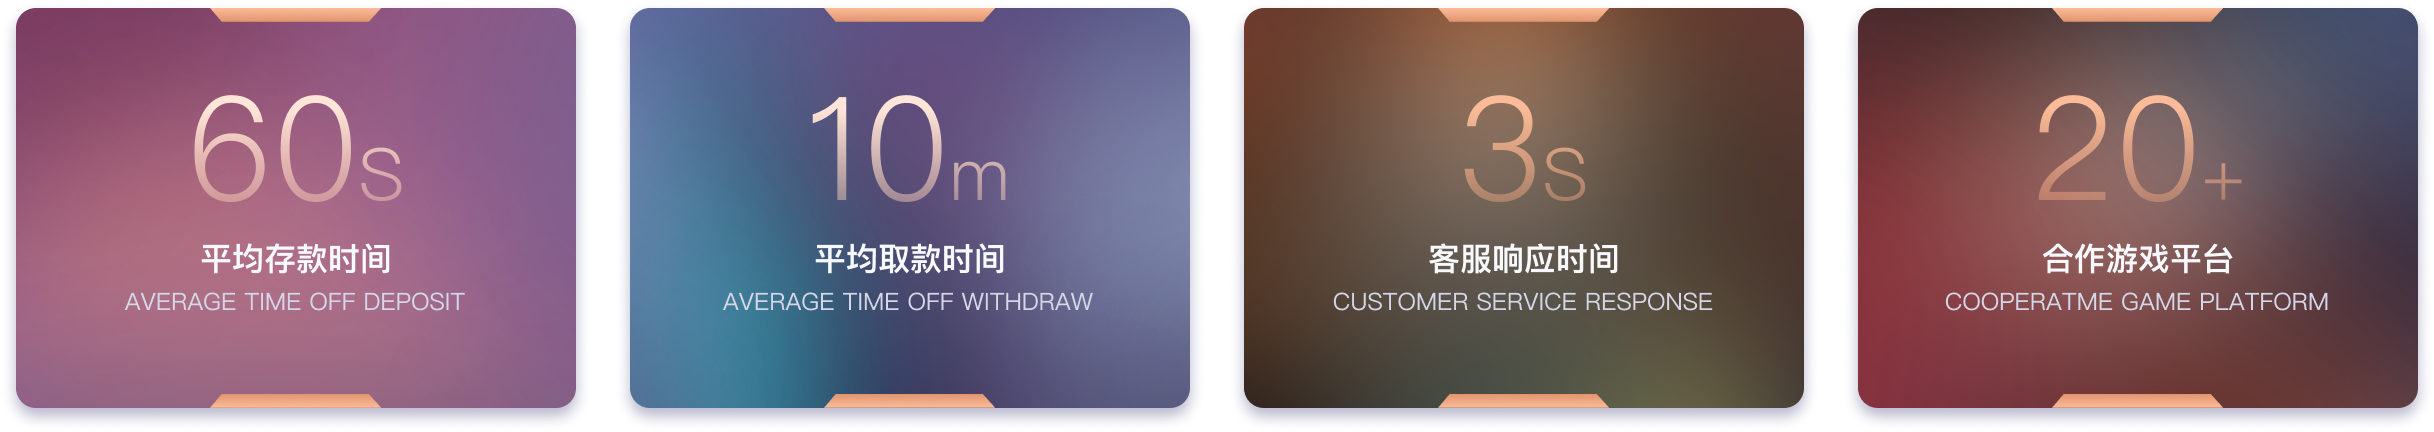 60s
平均存款时间
AVERAGE TIME OFF DEPOSIT
10m
平均取款时间
AVERAGE TIME OFF WITHDRAW
3s
客服响应时间
CUSTOMER SERVICE RESPONSE
20+
合作游戏平台
COOPERATME GAME PLATFORM